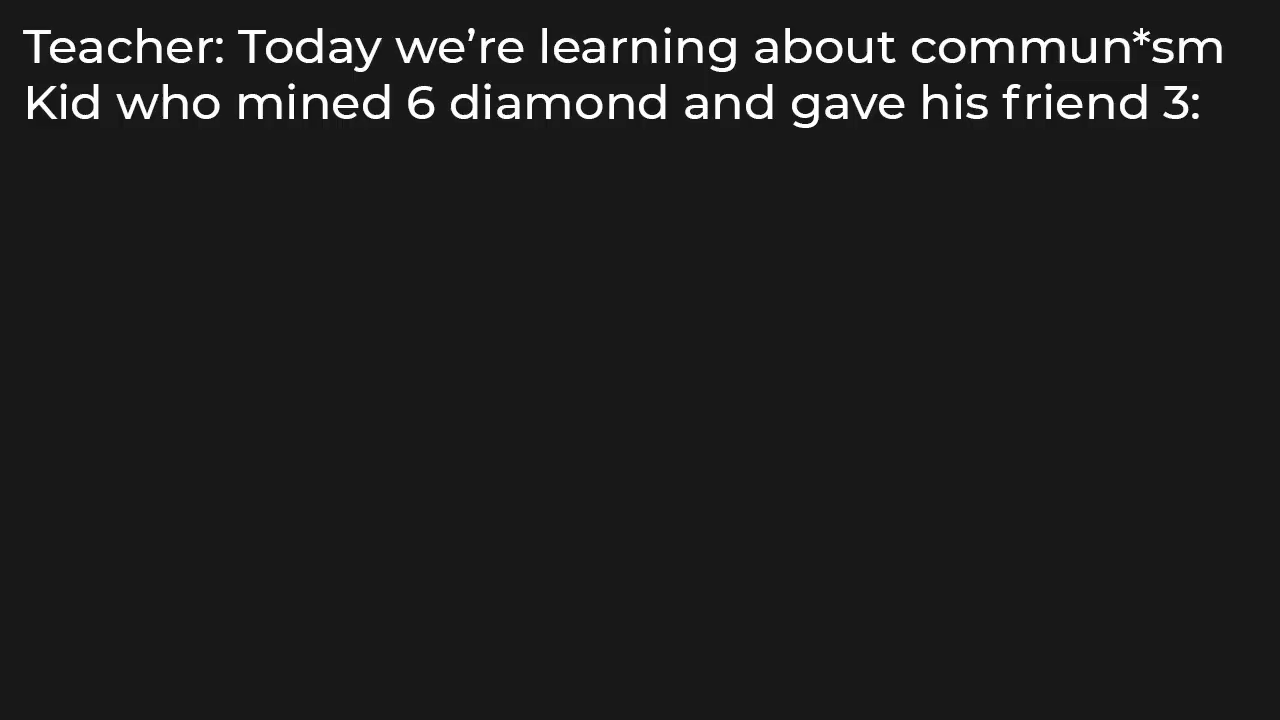 Teacher: Today we’re learning about commun*sm
Kid who mined 6 diamond and gave his friend 3: